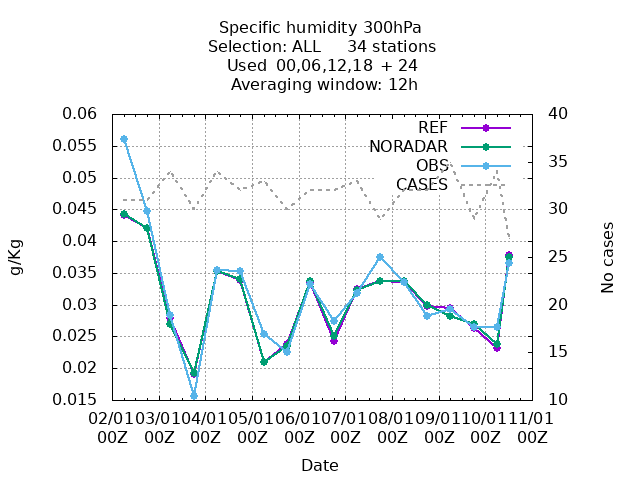 Specific humidity 300hPa
Selection: ALL     34 stations
Used  00,06,12,18  + 24
Averaging window: 12h
0.06
0.055
0.05
0.045
0.04
0.035
0.03
0.025
0.02
0.015
g/Kg
REF
NORADAR
OBS
CASES
40
35
30
25
20
15
10
No cases
02/01 03/01 04/01 05/01 06/01 07/01 08/01 09/01 10/01 11/01
00Z 00Z 00Z 00Z 00Z 00Z 00Z 00Z 00Z 00Z
Date